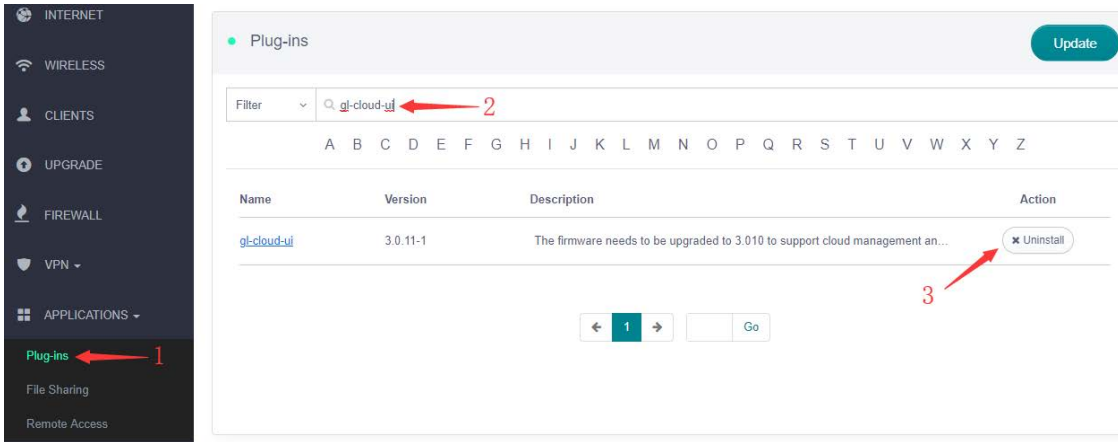 INTERNET
WIRELESS
CLIENTS
UPGRADE
FIREWALL
VPN
APPLICATIONS
Plug-ins 1
File Sharing
Remote Access
Plug-ins
Update
Filter gl-cloud-ui 2
A B C D E F G H I J K L M N O P Q R S T U V W X Y Z
Name Version Description Action
gl-cloud-ui 3.0.11-1 The firmware needs to be upgraded to 3.010 to support cloud management an... Uninstall
3
1 Go